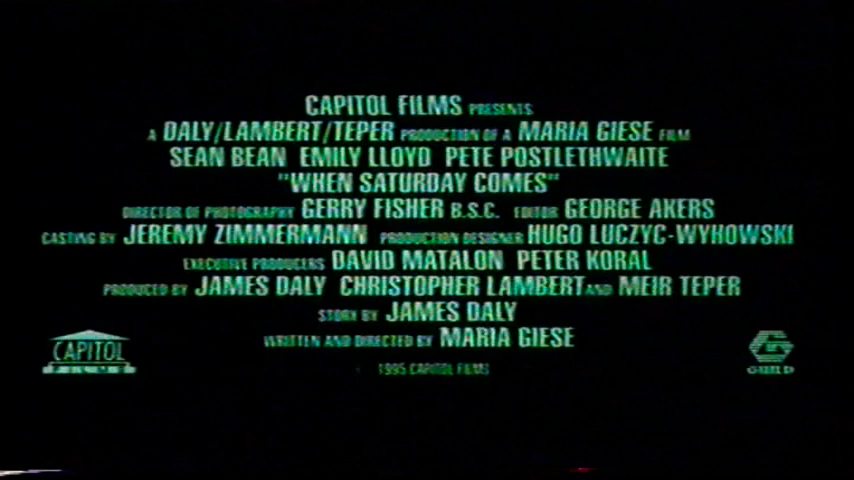 CAPITOL FILMS PRESENTS
A DALY/LAMBERT/TEPER PRODUCTION OF A MARIA GIESE FILM
SEAN BEAN EMILY LLOYD PETE POSTLETHWAITE
"WHEN SATURDAY COMES"
DIRECTOR OF PHOTOGRAPHY GERRY FISHER B.S.C. EDITOR GEORGE AKERS
CASTING BY JEREMY ZIMMERMANN PRODUCTION DESIGNER HUGO LUCZYC-WYHOWSKI
EXECUTIVE PRODUCERS DAVID MATALON PETER KORAL
PRODUCED BY JAMES DALY CHRISTOPHER LAMBERT AND MEIR TEPER
STORY BY JAMES DALY
WRITTEN AND DIRECTED BY MARIA GIESE
1995 CAPITOL FILMS
CAPITOL
FILMS
GUILD